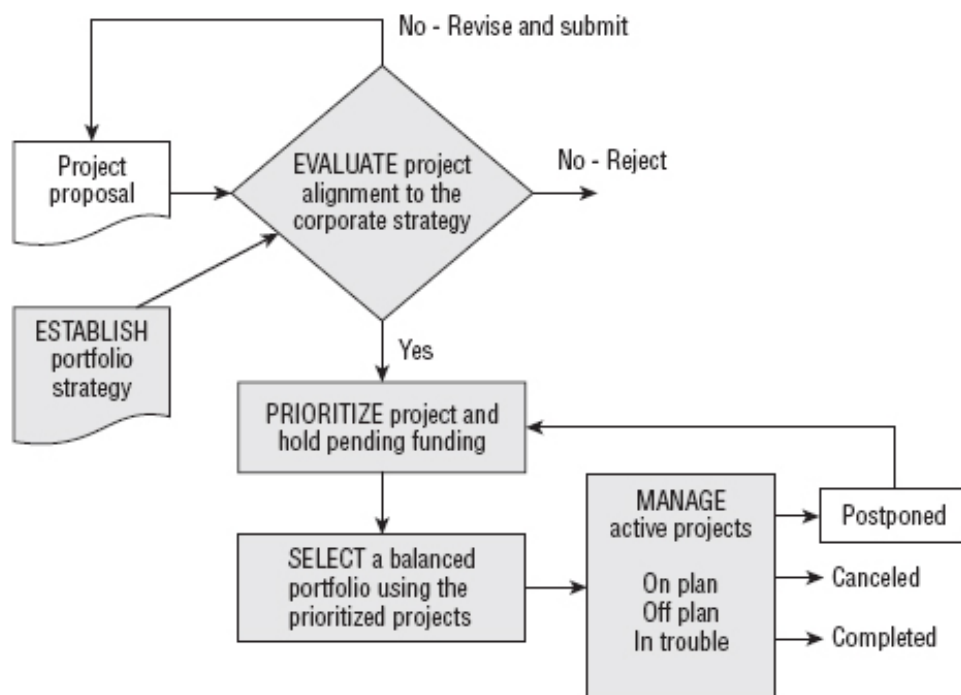 No - Revise and submit
Project
proposal
EVALUATE project
alignment to the
corporate strategy
No - Reject
ESTABLISH
portfolio
strategy
Yes
PRIORITIZE project and
hold pending funding
SELECT a balanced
portfolio using the
prioritized projects
MANAGE
active projects
On plan
Off plan
In trouble
Postponed
Canceled
Completed